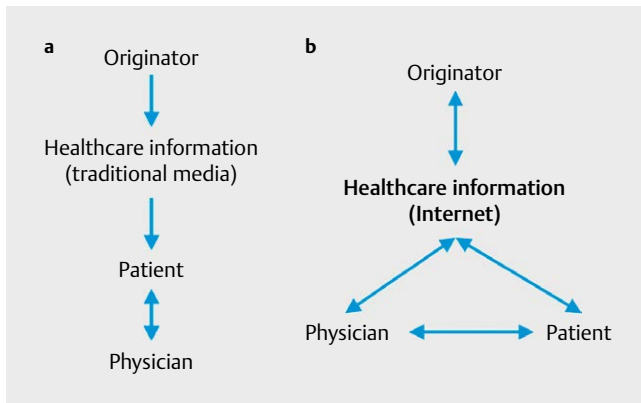 a
Originator
Healthcare information
(traditional media)
Patient
Physician
b
Originator
Healthcare information
(Internet)
Physician
Patient